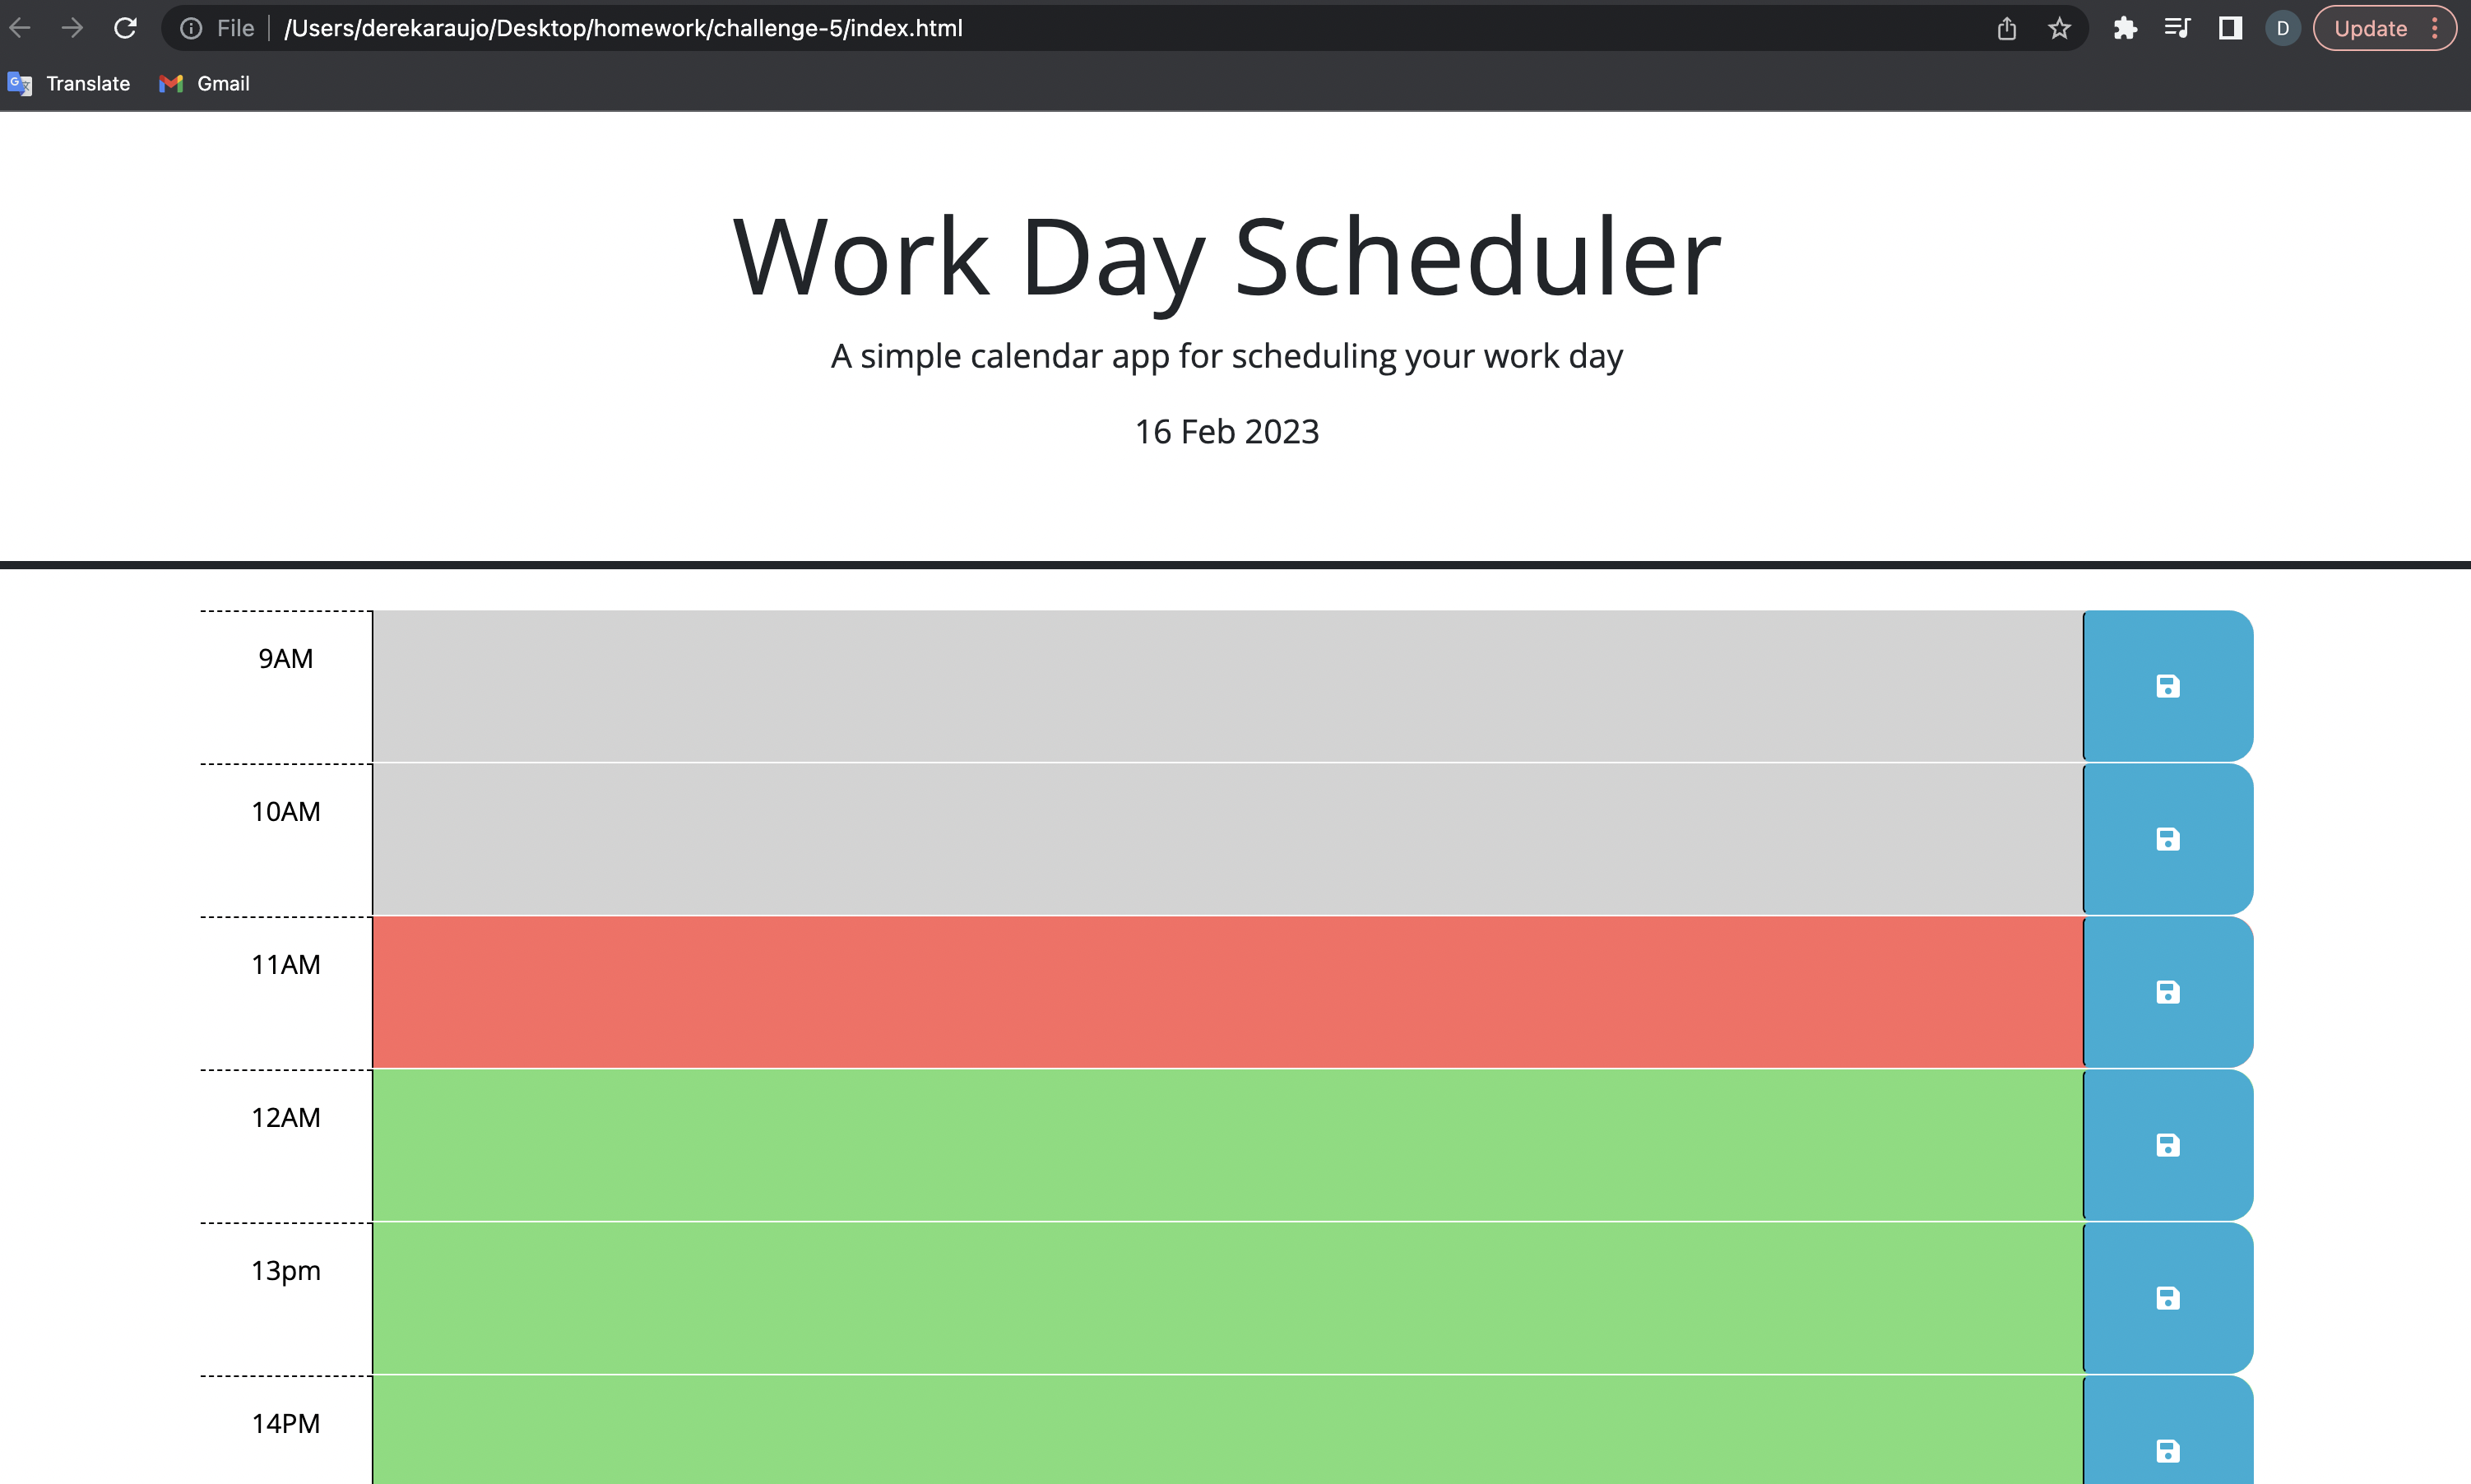 File /Users/derekaraujo/Desktop/homework/challenge-5/index.html D Update
Translate Gmail
Work Day Scheduler
A simple calendar app for scheduling your work day
16 Feb 2023
9AM
10AM
11AM
12AM
13pm
14PM